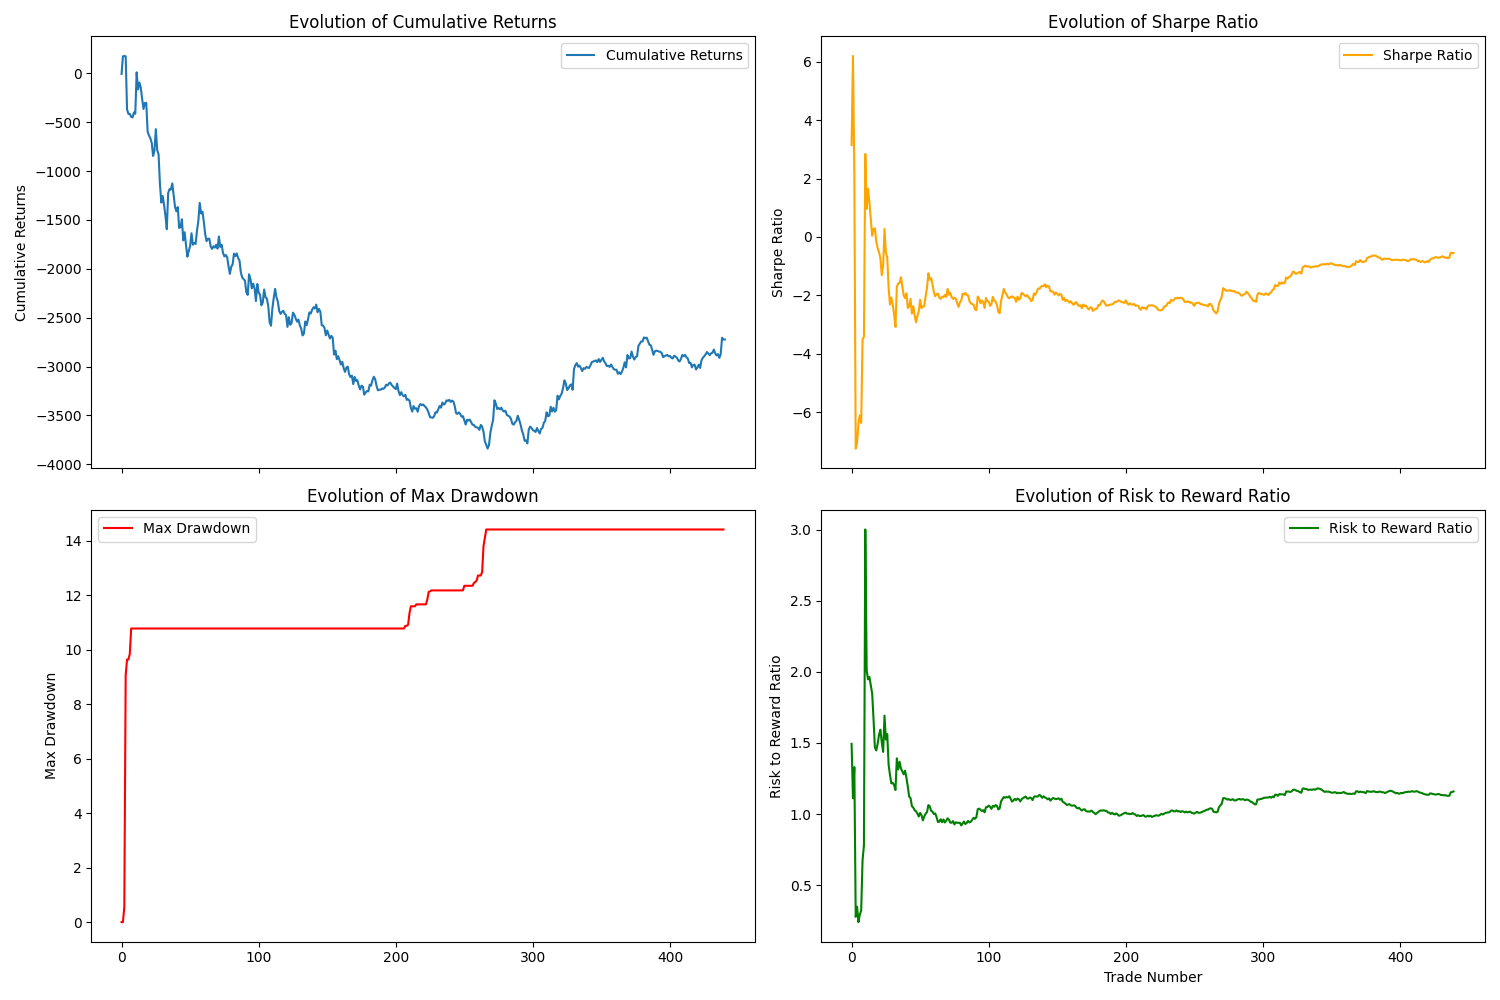 Evolution of Cumulative Returns
Cumulative Returns
Cumulative Returns
0
−500
−1000
−1500
−2000
−2500
−3000
−3500
−4000
Evolution of Sharpe Ratio
Sharpe Ratio
Sharpe Ratio
6
4
2
0
−2
−4
−6
Evolution of Max Drawdown
Max Drawdown
Max Drawdown
14
12
10
8
6
4
2
0
0 100 200 300 400
Evolution of Risk to Reward Ratio
Risk to Reward Ratio
Risk to Reward Ratio
3.0
2.5
2.0
1.5
1.0
0.5
0 100 200 300 400
Trade Number